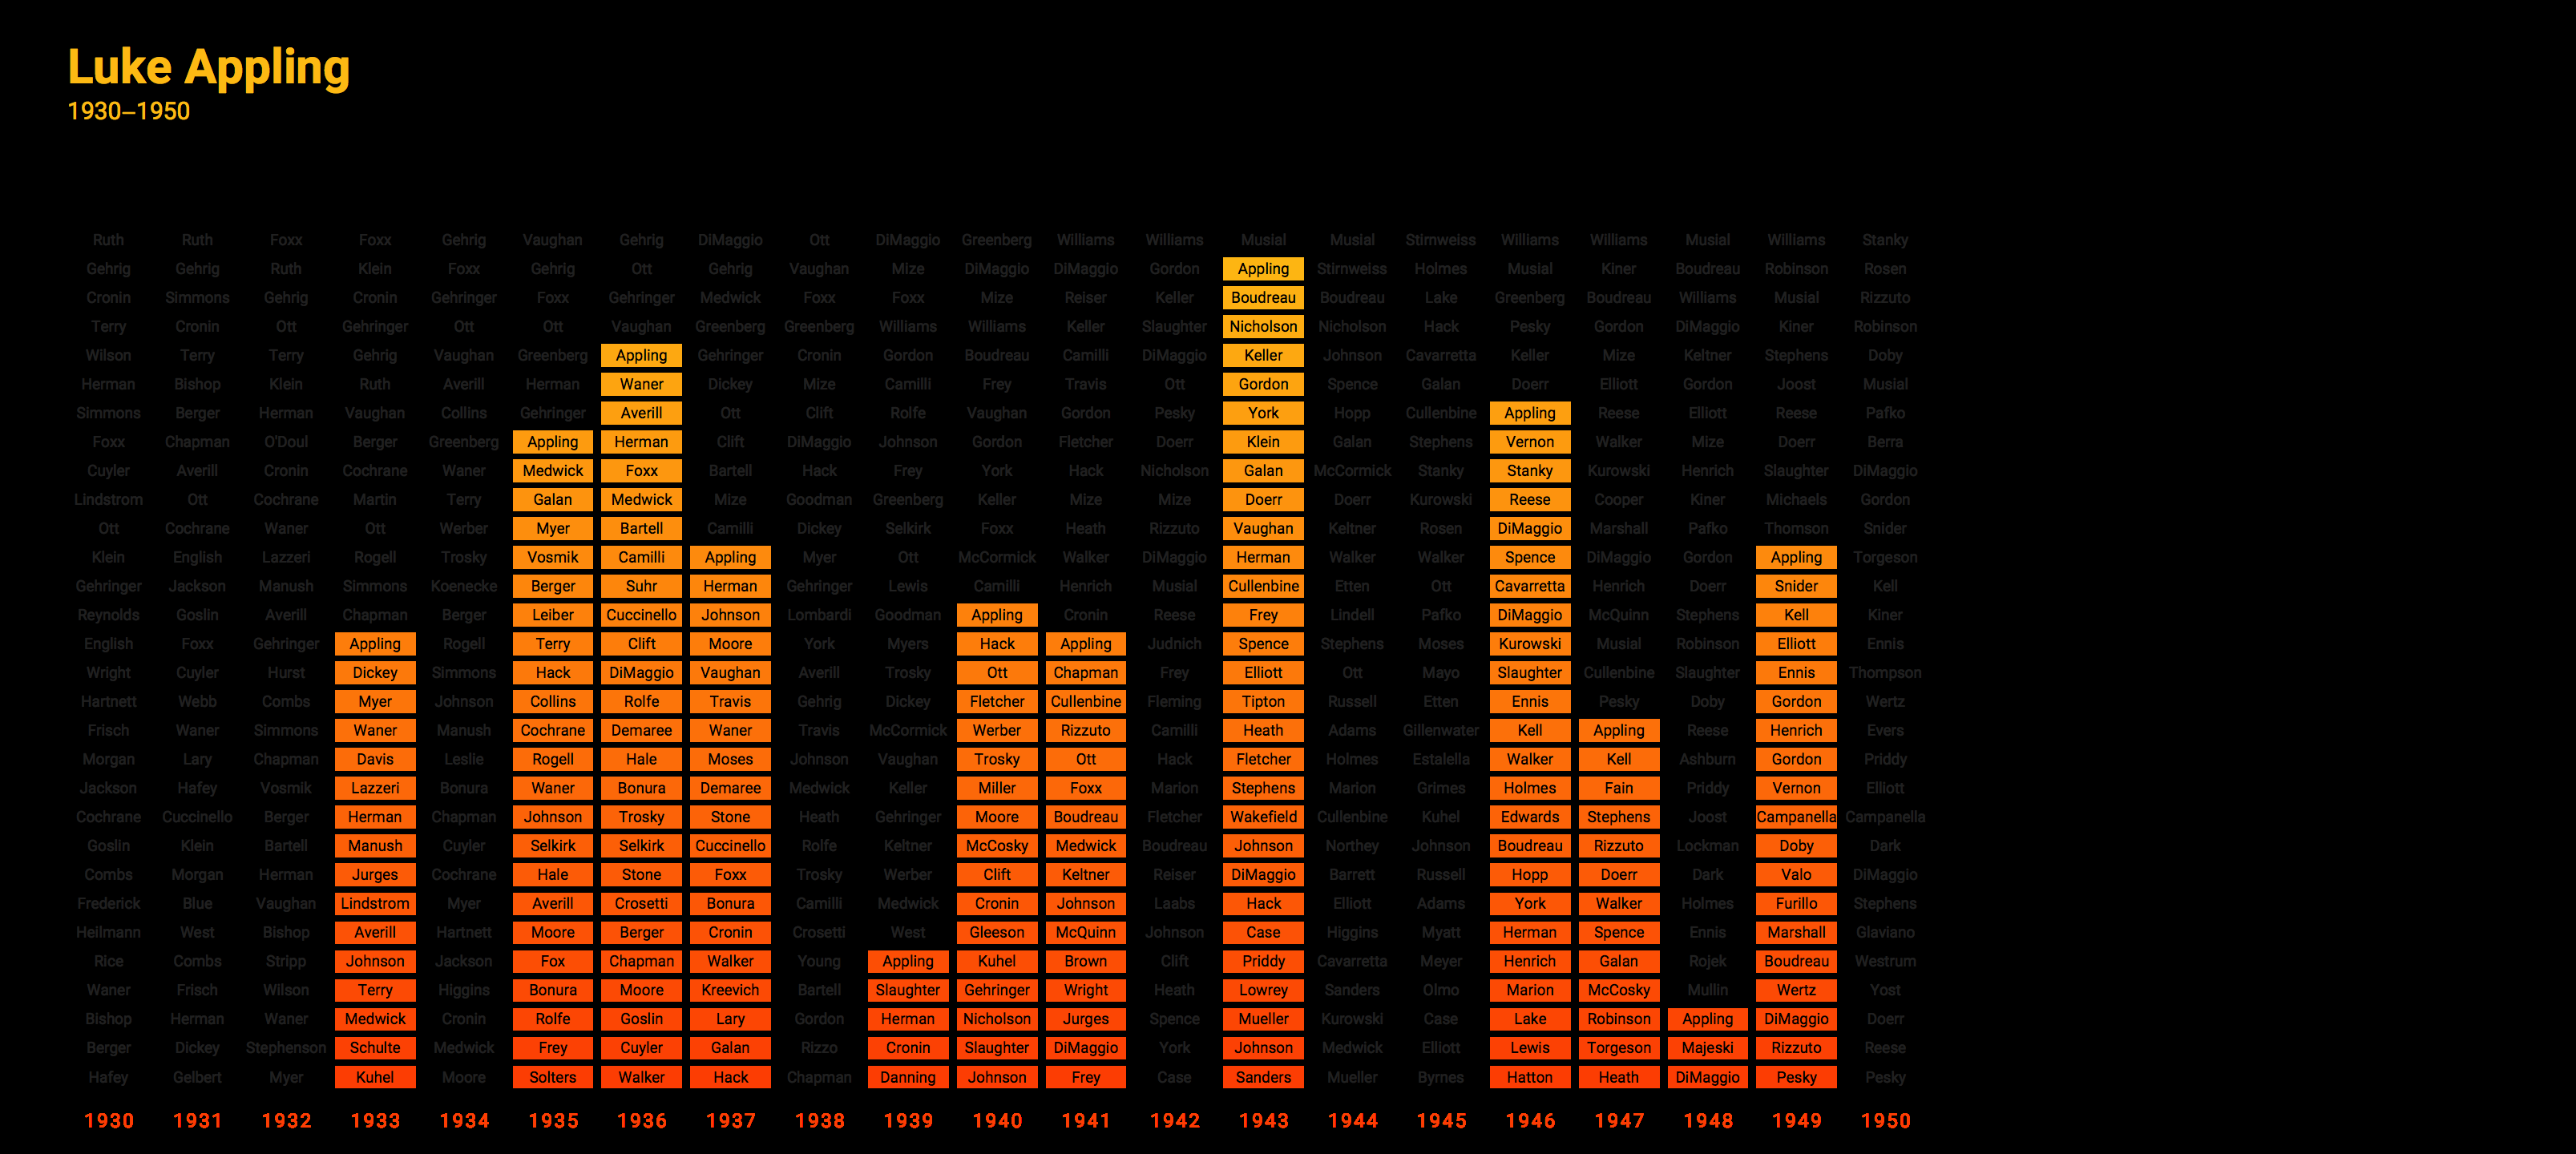 Luke Appling
1930–1950
Ruth Ruth Foxx Foxx Gehrig Vaughan Gehrig DiMaggio Ott DiMaggio Greenberg Williams Williams Musial Musial Stirnweiss Williams Williams Musial Williams Stanky
Gehrig Gehrig Ruth Klein Foxx Gehrig Ott Gehrig Vaughan Mize DiMaggio DiMaggio Gordon Appling Stirnweiss Holmes Musial Kiner Boudreau Robinson Rosen
Cronin Simmons Gehrig Cronin Gehringer Foxx Gehringer Medwick Foxx Foxx Mize Reiser Keller Boudreau Boudreau Lake Greenberg Boudreau Williams Musial Rizzuto
Terry Cronin Ott Gehringer Ott Ott Vaughan Greenberg Greenberg Williams Williams Keller Slaughter Nicholson Nicholson Hack Pesky Gordon DiMaggio Kiner Robinson
Wilson Terry Terry Gehrig Vaughan Greenberg Appling Gehringer Cronin Gordon Boudreau Camilli DiMaggio Keller Johnson Cavarretta Keller Mize Keltner Stephens Doby
Herman Bishop Klein Ruth Averill Herman Waner Dickey Mize Camilli Frey Travis Ott Gordon Spence Galan Doerr Elliott Gordon Joost Musial
Simmons Berger Herman Vaughan Collins Gehringer Averill Ott Clift Rolfe Vaughan Gordon Pesky York Hopp Cullenbine Appling Reese Elliott Reese Pafko
Foxx Chapman O'Doul Berger Greenberg Appling Herman Clift DiMaggio Johnson Gordon Fletcher Doerr Klein Galan Stephens Vernon Walker Mize Doerr Berra
Cuyler Averill Cronin Cochrane Waner Medwick Foxx Bartell Hack Frey York Hack Nicholson Galan McCormick Stanky Stanky Kurowski Henrich Slaughter DiMaggio
Lindstrom Ott Cochrane Martin Terry Galan Medwick Mize Goodman Greenberg Keller Mize Mize Doerr Doerr Kurowski Reese Cooper Kiner Michaels Gordon
Ott Cochrane Waner Ott Werber Myer Bartell Camilli Dickey Selkirk Foxx Heath Rizzuto Vaughan Keltner Rosen DiMaggio Marshall Pafko Thomson Snider
Klein English Lazzeri Rogell Trosky Vosmik Camilli Appling Myer Ott McCormick Walker DiMaggio Herman Walker Walker Spence DiMaggio Gordon Appling Torgeson
Gehringer Jackson Manush Simmons Koenecke Berger Suhr Herman Gehringer Lewis Camilli Henrich Musial Cullenbine Etten Ott Cavarretta Henrich Doerr Snider Kell
Reynolds Goslin Averill Chapman Berger Leiber Cuccinello Johnson Lombardi Goodman Appling Cronin Reese Frey Lindell Pafko DiMaggio McQuinn Stephens Kell Kiner
English Foxx Gehringer Appling Rogell Terry Clift Moore York Myers Hack Appling Judnich Spence Stephens Moses Kurowski Musial Robinson Elliott Ennis
Wright Cuyler Hurst Dickey Simmons Hack DiMaggio Vaughan Averill Trosky Ott Chapman Frey Elliott Ott Mayo Slaughter Cullenbine Slaughter Ennis Thompson
Hartnett Webb Combs Myer Johnson Collins Rolfe Travis Gehrig Dickey Fletcher Cullenbine Fleming Tipton Russell Etten Ennis Pesky Doby Gordon Wertz
Frisch Waner Simmons Waner Manush Cochrane Demaree Waner Travis McCormick Werber Rizzuto Camilli Heath Adams Gillenwater Kell Appling Reese Henrich Evers
Morgan Lary Chapman Davis Leslie Rogell Hale Moses Johnson Vaughan Trosky Ott Hack Fletcher Holmes Estalella Walker Kell Ashburn Gordon Priddy
Jackson Hafey Vosmik Lazzeri Bonura Waner Bonura Demaree Medwick Keller Miller Foxx Marion Stephens Marion Grimes Holmes Fain Priddy Vernon Elliott
Cochrane Cuccinello Berger Herman Chapman Johnson Trosky Stone Heath Gehringer Moore Boudreau Fletcher Wakefield Cullenbine Kuhel Edwards Stephens Joost Campanella Campanella
Goslin Klein Bartell Manush Cuyler Selkirk Selkirk Cuccinello Rolfe Keltner McCosky Medwick Boudreau Johnson Northey Johnson Boudreau Rizzuto Lockman Doby Dark
Combs Morgan Herman Jurges Cochrane Hale Stone Foxx Trosky Werber Clift Keltner Reiser DiMaggio Barrett Russell Hopp Doerr Dark Valo DiMaggio
Frederick Blue Vaughan Lindstrom Myer Averill Crosetti Bonura Camilli Medwick Cronin Johnson Laabs Hack Elliott Adams York Walker Holmes Furillo Stephens
Heilmann West Bishop Averill Hartnett Moore Berger Cronin Crosetti West Gleeson McQuinn Johnson Case Higgins Myatt Herman Spence Ennis Marshall Glaviano
Rice Combs Stripp Johnson Jackson Fox Chapman Walker Young Appling Kuhel Brown Clift Priddy Cavarretta Meyer Henrich Galan Rojek Boudreau Westrum
Waner Frisch Wilson Terry Higgins Bonura Moore Kreevich Bartell Slaughter Gehringer Wright Heath Lowrey Sanders Olmo Marion McCosky Mullin Wertz Yost
Bishop Herman Waner Medwick Cronin Rolfe Goslin Lary Gordon Herman Nicholson Jurges Spence Mueller Kurowski Case Lake Robinson Appling DiMaggio Doerr
Berger Dickey Stephenson Schulte Medwick Frey Cuyler Galan Rizzo Cronin Slaughter DiMaggio York Johnson Medwick Elliott Lewis Torgeson Majeski Rizzuto Reese
Hafey Gelbert Myer Kuhel Moore Solters Walker Hack Chapman Danning Johnson Frey Case Sanders Mueller Byrnes Hatton Heath DiMaggio Pesky Pesky
1930 1931 1932 1933 1934 1935 1936 1937 1938 1939 1940 1941 1942 1943 1944 1945 1946 1947 1948 1949 1950